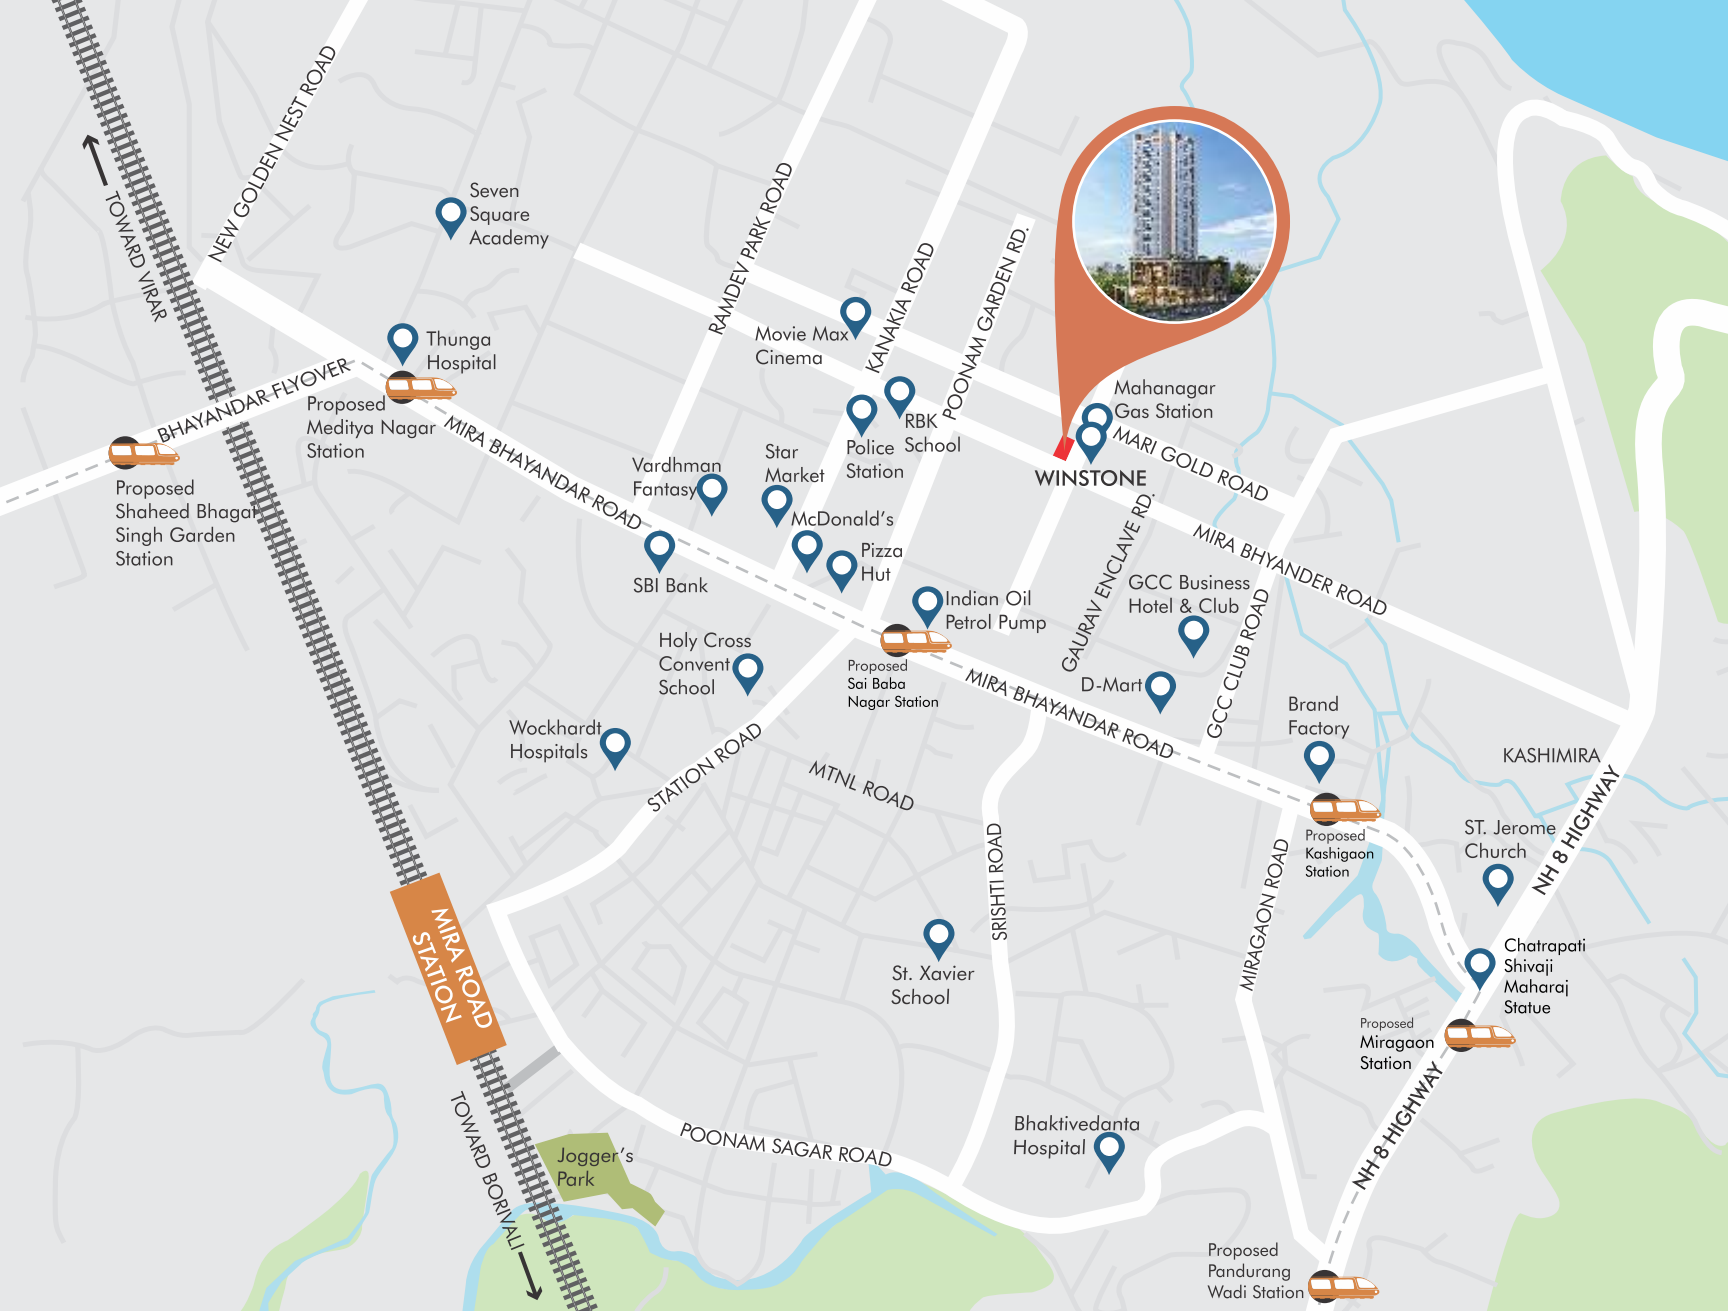 NEW GOLDEN NEST ROAD
TOWARD VIRAR
Seven
Square
Academy
RAMDEV PARK ROAD
KANAKIA ROAD
POONAM GARDEN RD.
Thunga
Hospital
BHAYANDAR FLYOVER
Proposed
Meditya Nagar
Station
Proposed
Shaheed Bhagat
Singh Garden
Station
MIRA BHAYANDAR ROAD
Movie Max
Cinema
RBK
School
Police
Station
Star
Market
Vardhman
Fantasy
McDonald's
Pizza
Hut
SBI Bank
Mahanagar
Gas Station
MARI GOLD ROAD
WINSTONE
GAURAV ENCLAVE RD.
MIRA BHYANDER ROAD
GCC Business
Hotel & Club
GCC CLUB ROAD
Indian Oil
Petrol Pump
Holy Cross
Convent
School
Proposed
Sai Baba
Nagar Station
MIRA BHAYANDAR ROAD
D-Mart
Brand
Factory
Wockhardt
Hospitals
STATION ROAD
MTNL ROAD
KASHIMIRA
NH 8 HIGHWAY
ST. Jerome
Church
Proposed
Kashigaon
Station
SRISHTI ROAD
MIRAGAON ROAD
MIRA ROAD
STATION
St. Xavier
School
Chatrapati
Shivaji
Maharaj
Statue
Proposed
Miragaon
Station
NH 8 HIGHWAY
TOWARD BORIVALI
Jogger's
Park
POONAM SAGAR ROAD
Bhaktivedanta
Hospital
Proposed
Pandurang
Wadi Station